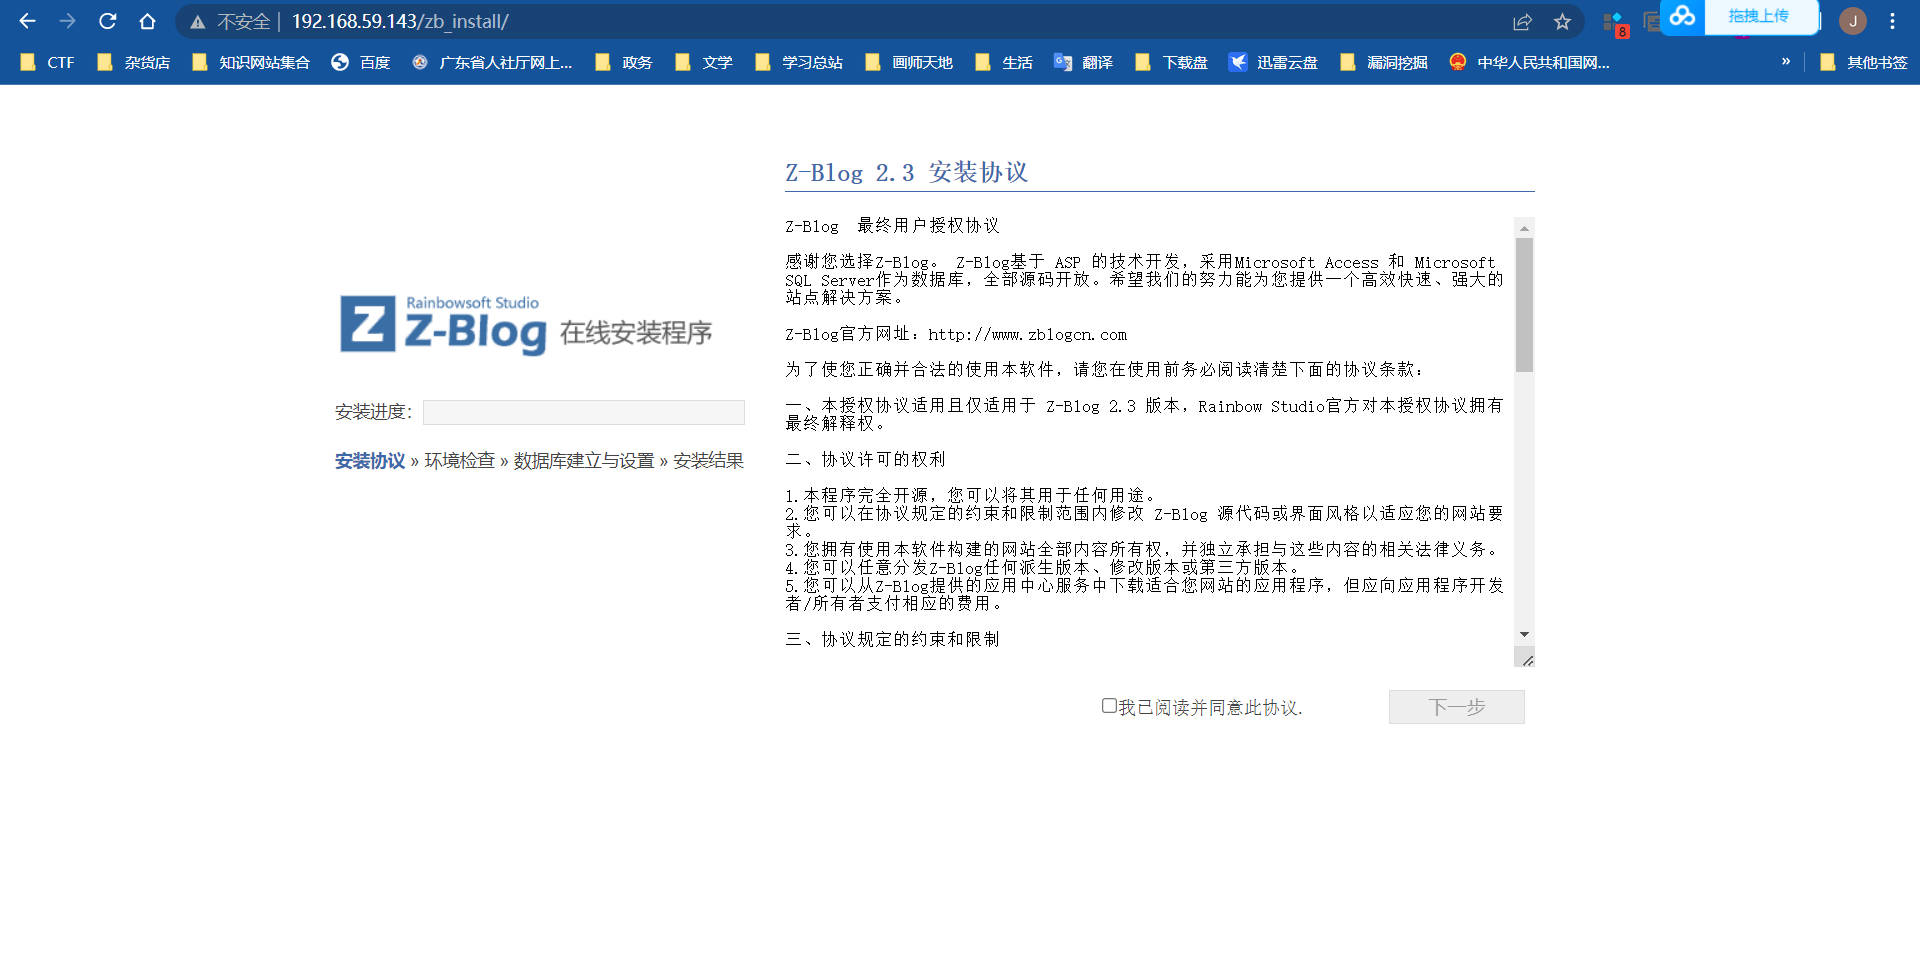 不安全 | 192.168.59.143/zb_install/
8
拖拽上传
J
CTF 杂货店 知识网站集合 百度 广东省人社厅网上... 政务 文学 学习总站 画师天地 生活 翻译 下载盘 迅雷云盘 漏洞挖掘 中华人民共和国网... » 其他书签
Z-Blog 2.3 安装协议
Z-Blog 最终用户授权协议
感谢您选择Z-Blog。 Z-Blog基于 ASP 的技术开发，采用Microsoft Access 和 Microsoft
SQL Server作为数据库，全部源码开放。希望我们的努力能为您提供一个高效快速、强大的
站点解决方案。
Z-Blog官方网址：http://www.zblogcn.com
为了使您正确并合法的使用本软件，请您在使用前务必阅读清楚下面的协议条款：
一、本授权协议适用且仅适用于 Z-Blog 2.3 版本，Rainbow Studio官方对本授权协议拥有
最终解释权。
二、协议许可的权利
1.本程序完全开源，您可以将其用于任何用途。
2.您可以在协议规定的约束和限制范围内修改 Z-Blog 源代码或界面风格以适应您的网站要
求。
3.您拥有使用本软件构建的网站全部内容所有权，并独立承担与这些内容的相关法律义务。
4.您可以任意分发Z-Blog任何派生版本、修改版本或第三方版本。
5.您可以从Z-Blog提供的应用中心服务中下载适合您网站的应用程序，但应向应用程序开发
者/所有者支付相应的费用。
三、协议规定的约束和限制
Z
Rainbowsoft Studio
Z-Blog 在线安装程序
安装进度：
安装协议 » 环境检查 » 数据库建立与设置 » 安装结果
我已阅读并同意此协议.
下一步